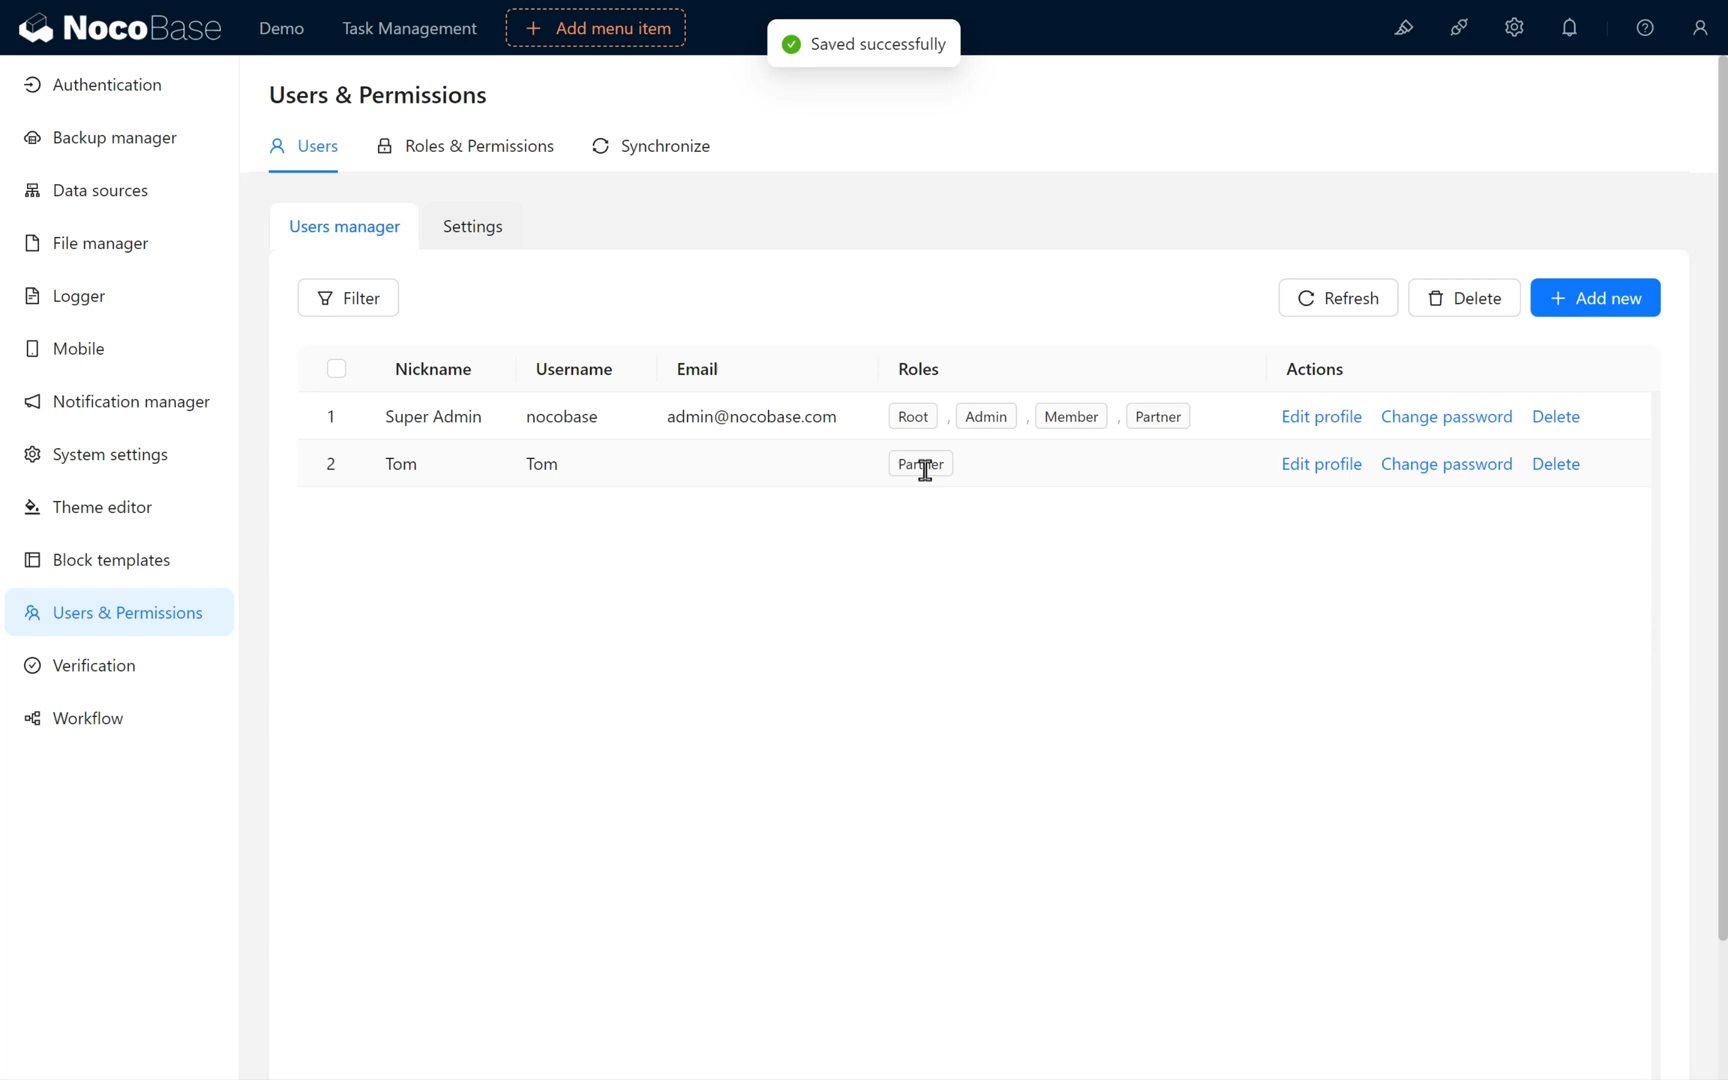 NocoBase Demo Task Management + Add menu item
Saved successfully
Authentication
Backup manager
Data sources
File manager
Logger
Mobile
Notification manager
System settings
Theme editor
Block templates
Users & Permissions
Verification
Workflow
Users & Permissions
Users Roles & Permissions Synchronize
Users manager Settings
Filter Refresh Delete + Add new
Nickname Username Email Roles Actions
1 Super Admin nocobase admin@nocobase.com Root , Admin , Member , Partner Edit profile Change password Delete
2 Tom Tom Partner Edit profile Change password Delete